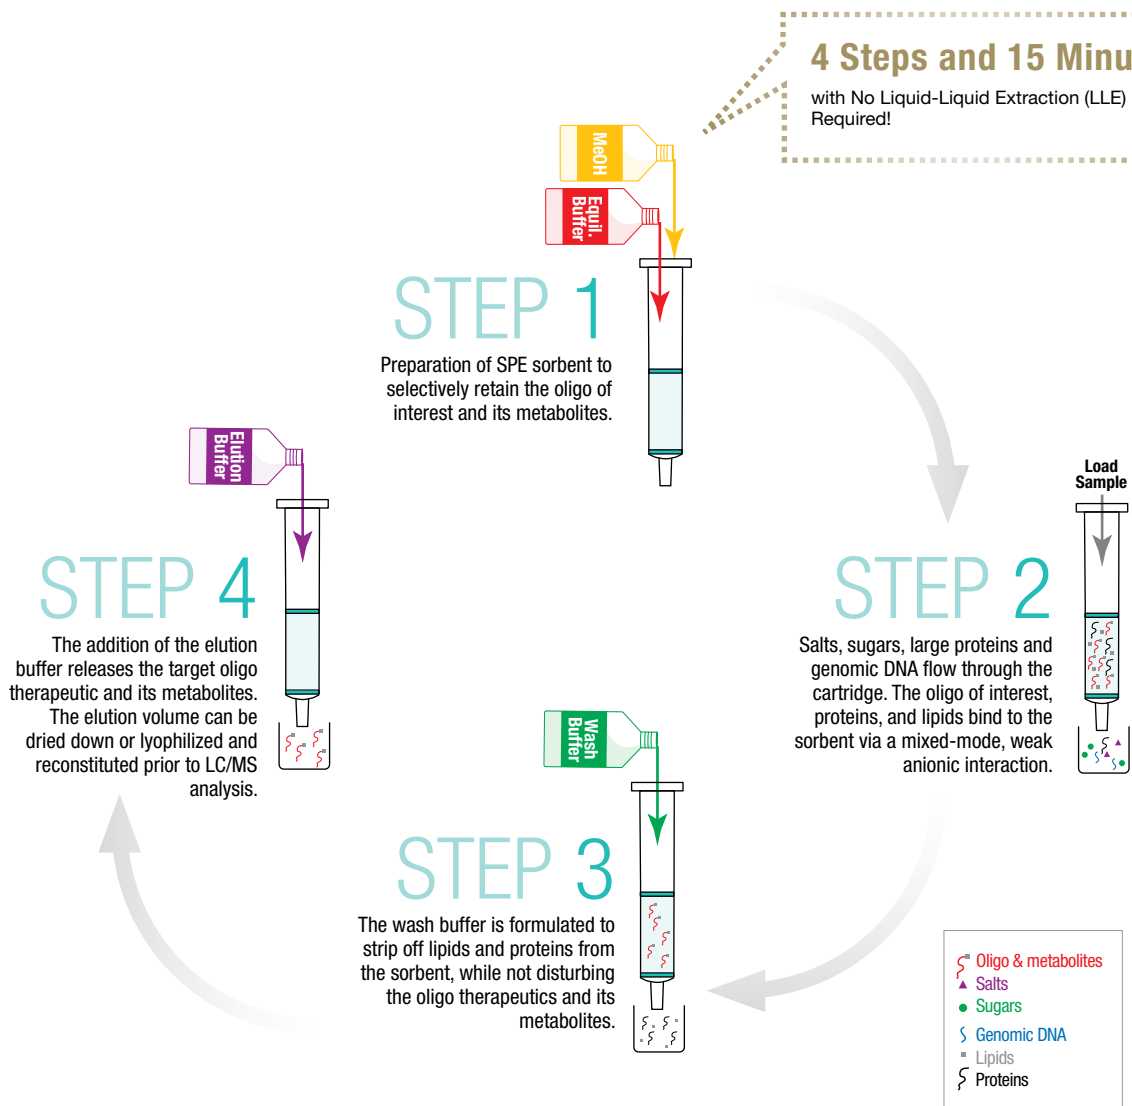 4 Steps and 15 Minu
with No Liquid-Liquid Extraction (LLE)
Required!
MeOH
Equil.
Buffer
STEP 1
Preparation of SPE sorbent to
selectively retain the oligo of
interest and its metabolites.
Load
Sample
STEP 2
Salts, sugars, large proteins and
genomic DNA flow through the
cartridge. The oligo of interest,
proteins, and lipids bind to the
sorbent via a mixed-mode, weak
anionic interaction.
Wash
Buffer
STEP 3
The wash buffer is formulated to
strip off lipids and proteins from
the sorbent, while not disturbing
the oligo therapeutics and its
metabolites.
Elution
Buffer
STEP 4
The addition of the elution
buffer releases the target oligo
therapeutic and its metabolites.
The elution volume can be
dried down or lyophilized and
reconstituted prior to LC/MS
analysis.
Oligo & metabolites
Salts
Sugars
Genomic DNA
Lipids
Proteins